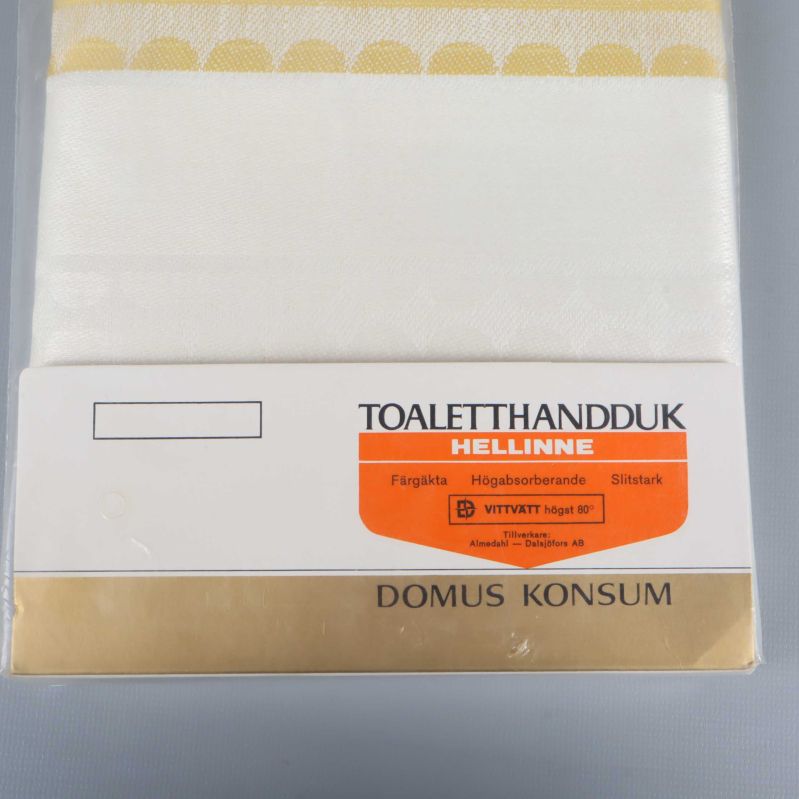 TOALETTHANDDUK
HELLINNE
Färgäkta Högabsorberande Slitstark
VITTVÄTT högst 80°
Tillverkare:
Almedahl — Dalsjöfors AB
DOMUS KONSUM